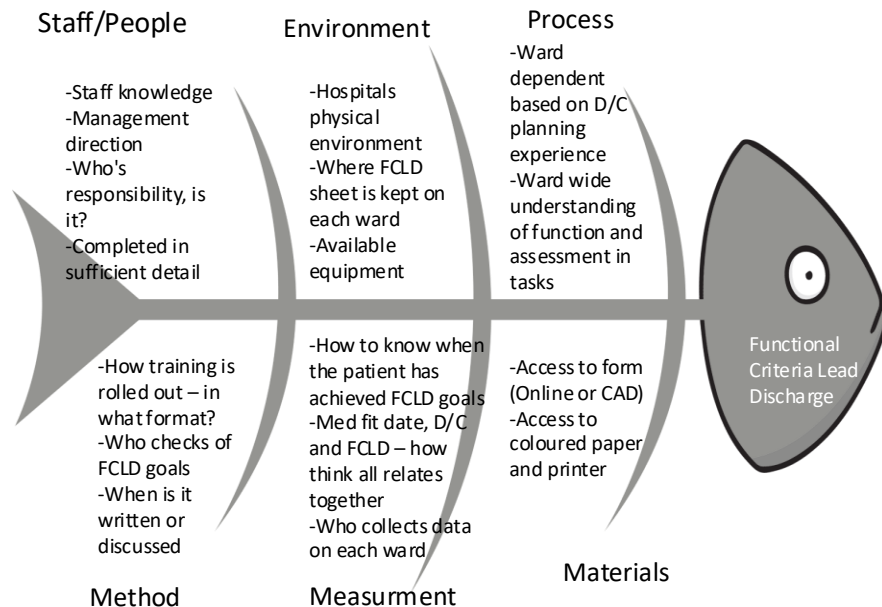 Staff/People
-Staff knowledge
-Management
direction
-Who's
responsibility, is
it?
-Completed in
sufficient detail
Environment
-Hospitals
physical
environment
-Where FCLD
sheet is kept on
each ward
-Available
equipment
Process
-Ward
dependent
based on D/C
planning
experience
-Ward wide
understanding
of function and
assessment in
tasks
-How training is
rolled out – in
what format?
-Who checks of
FCLD goals
-When is it
written or
discussed
Method
-How to know when
the patient has
achieved FCLD goals
-Med fit date, D/C
and FCLD – how
think all relates
together
-Who collects data
on each ward
Measurment
-Access to form
(Online or CAD)
-Access to
coloured paper
and printer
Materials
Functional
Criteria Lead
Discharge